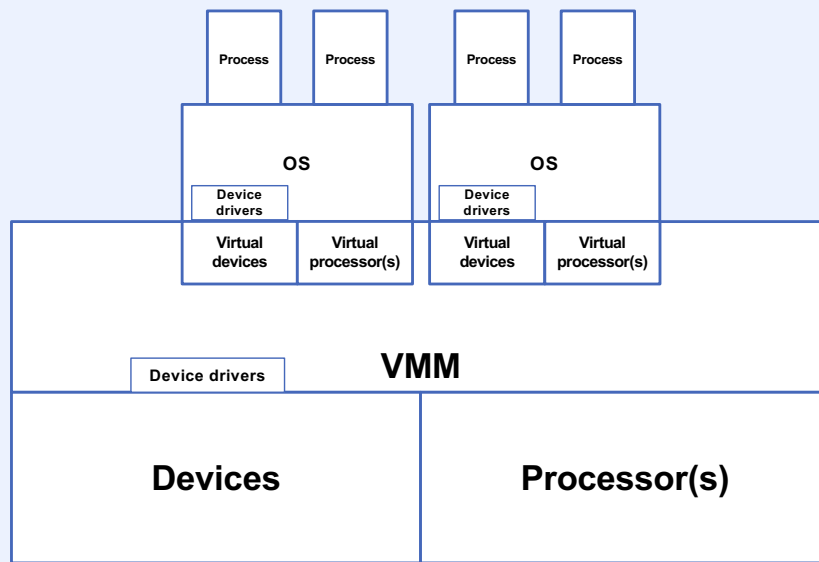 Process
Process
Process
Process
OS
OS
Device
drivers
Device
drivers
Virtual
devices
Virtual
processor(s)
Virtual
devices
Virtual
processor(s)
VMM
Device drivers
Devices
Processor(s)